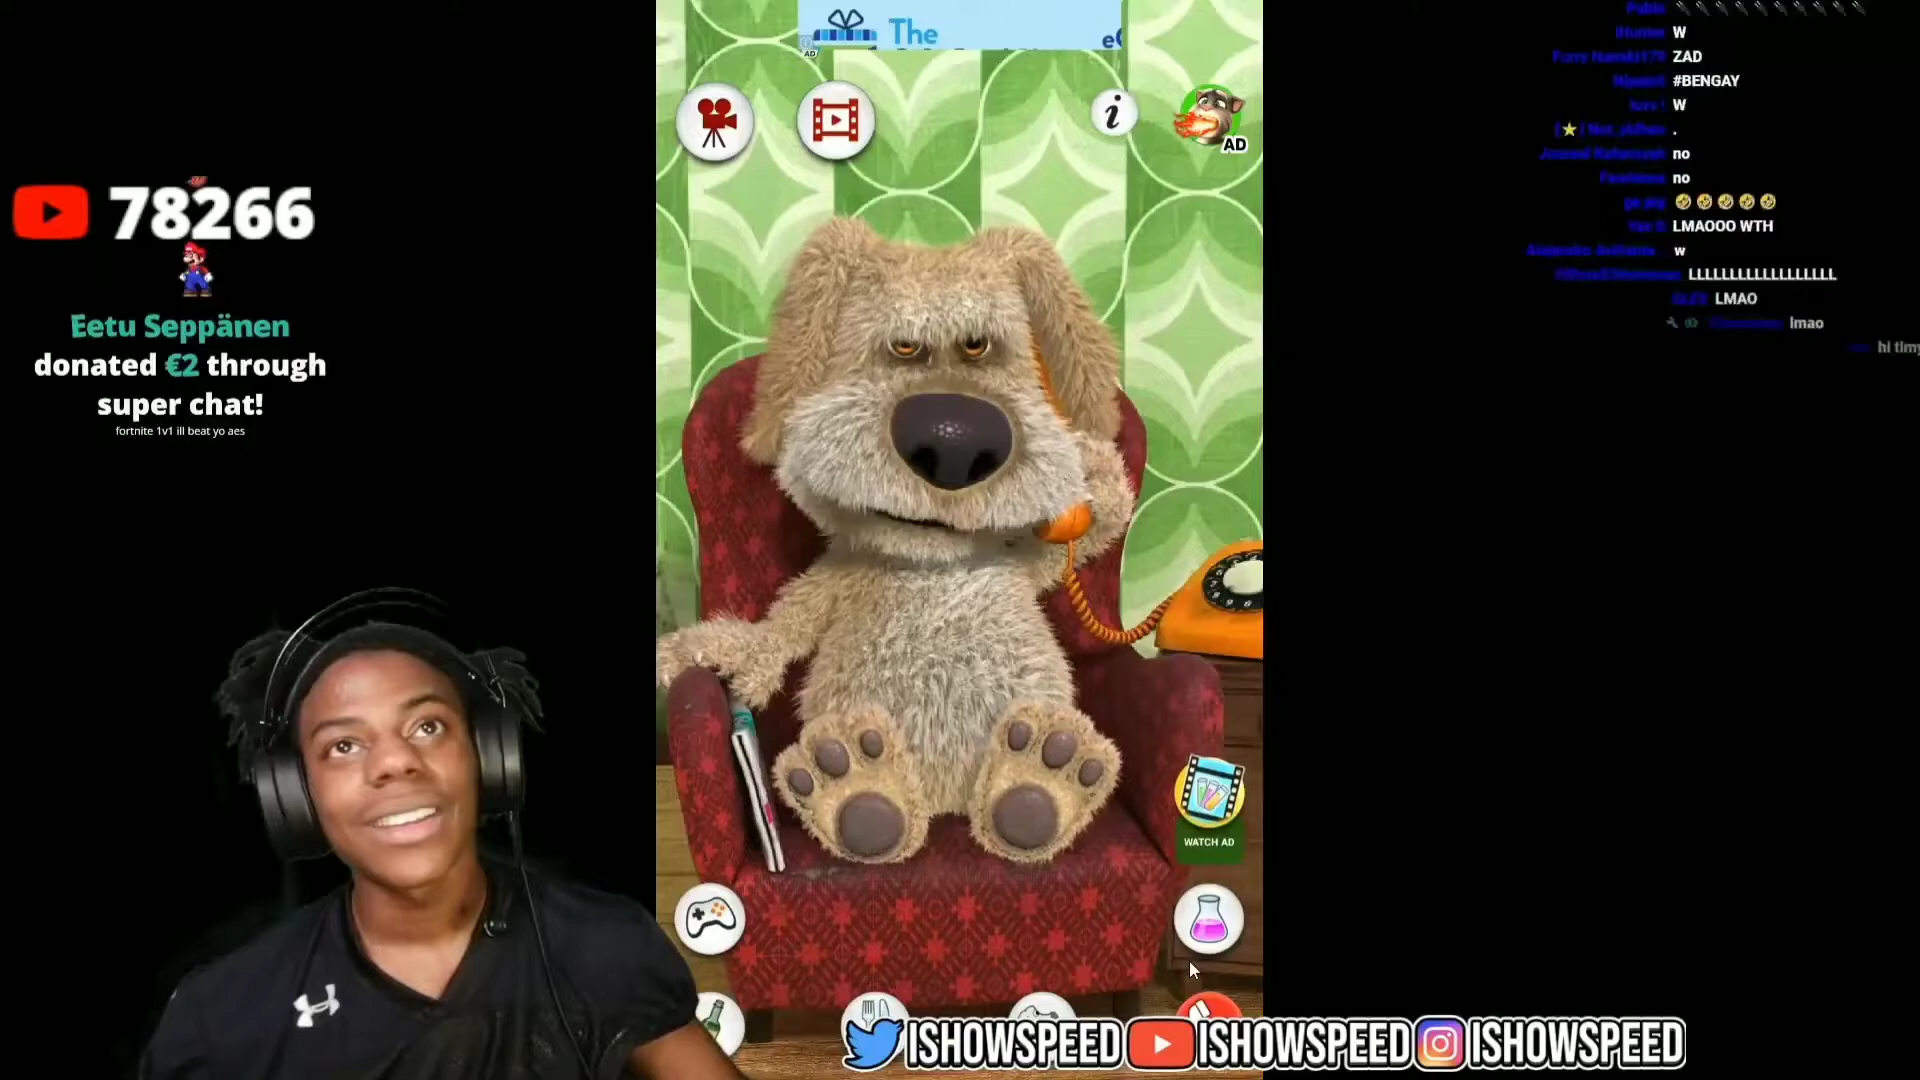 The
AD
i
AD
78266
Eetu Seppänen
donated €2 through
super chat!
fortnite 1v1 ill beat yo aes
W
ZAD
#BENGAY
W
.
no
no
LMAOOO WTH
w
LLLLLLLLLLLLLLLLLL
LMAO
lmao
hi timy
WATCH AD
ISHOWSPEED ISHOWSPEED ISHOWSPEED